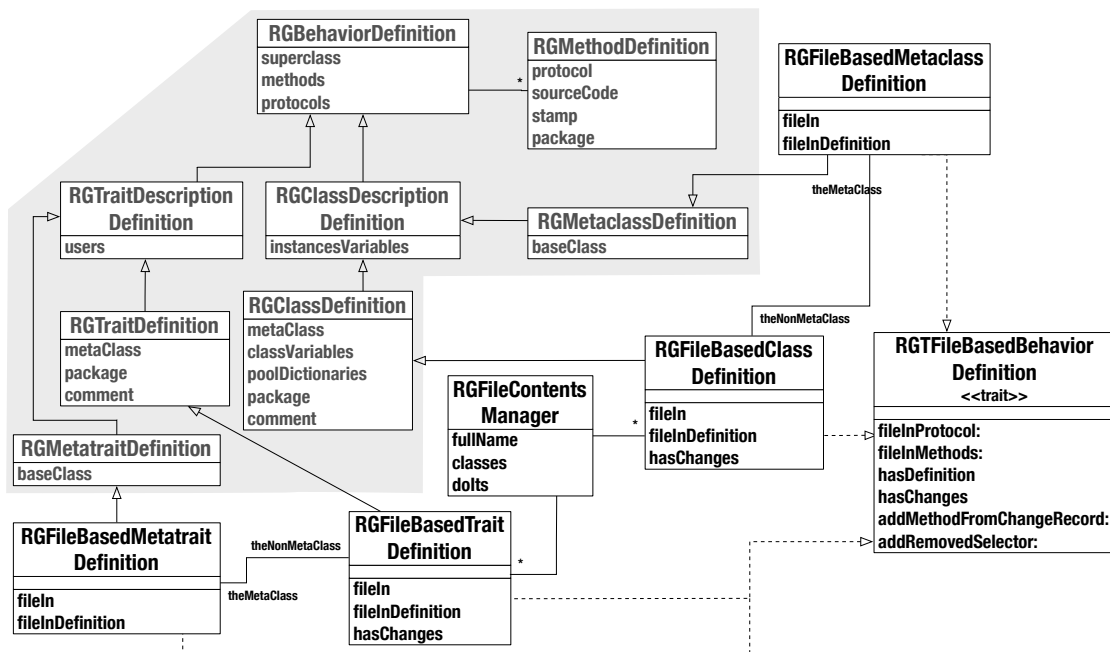 RGBehaviorDefinition
superclass
methods
protocols
*
RGMethodDefinition
protocol
sourceCode
stamp
package
RGFileBasedMetaclass
Definition
fileIn
fileInDefinition
theMetaClass
RGTraitDescription
Definition
users
RGClassDescription
Definition
instancesVariables
RGMetaclassDefinition
baseClass
RGTraitDefinition
metaClass
package
comment
RGClassDefinition
metaClass
classVariables
poolDictionaries
package
comment
theNonMetaClass
RGFileBasedClass
Definition
fileIn
fileInDefinition
hasChanges
RGTFileBasedBehavior
Definition
<<trait>>
fileInProtocol:
fileInMethods:
hasDefinition
hasChanges
addMethodFromChangeRecord:
addRemovedSelector:
RGFileContents
Manager
fullName
classes
doIts
*
RGMetatraitDefinition
baseClass
RGFileBasedMetatrait
Definition
fileIn
fileInDefinition
theNonMetaClass
theMetaClass
RGFileBasedTrait
Definition
fileIn
fileInDefinition
hasChanges
*